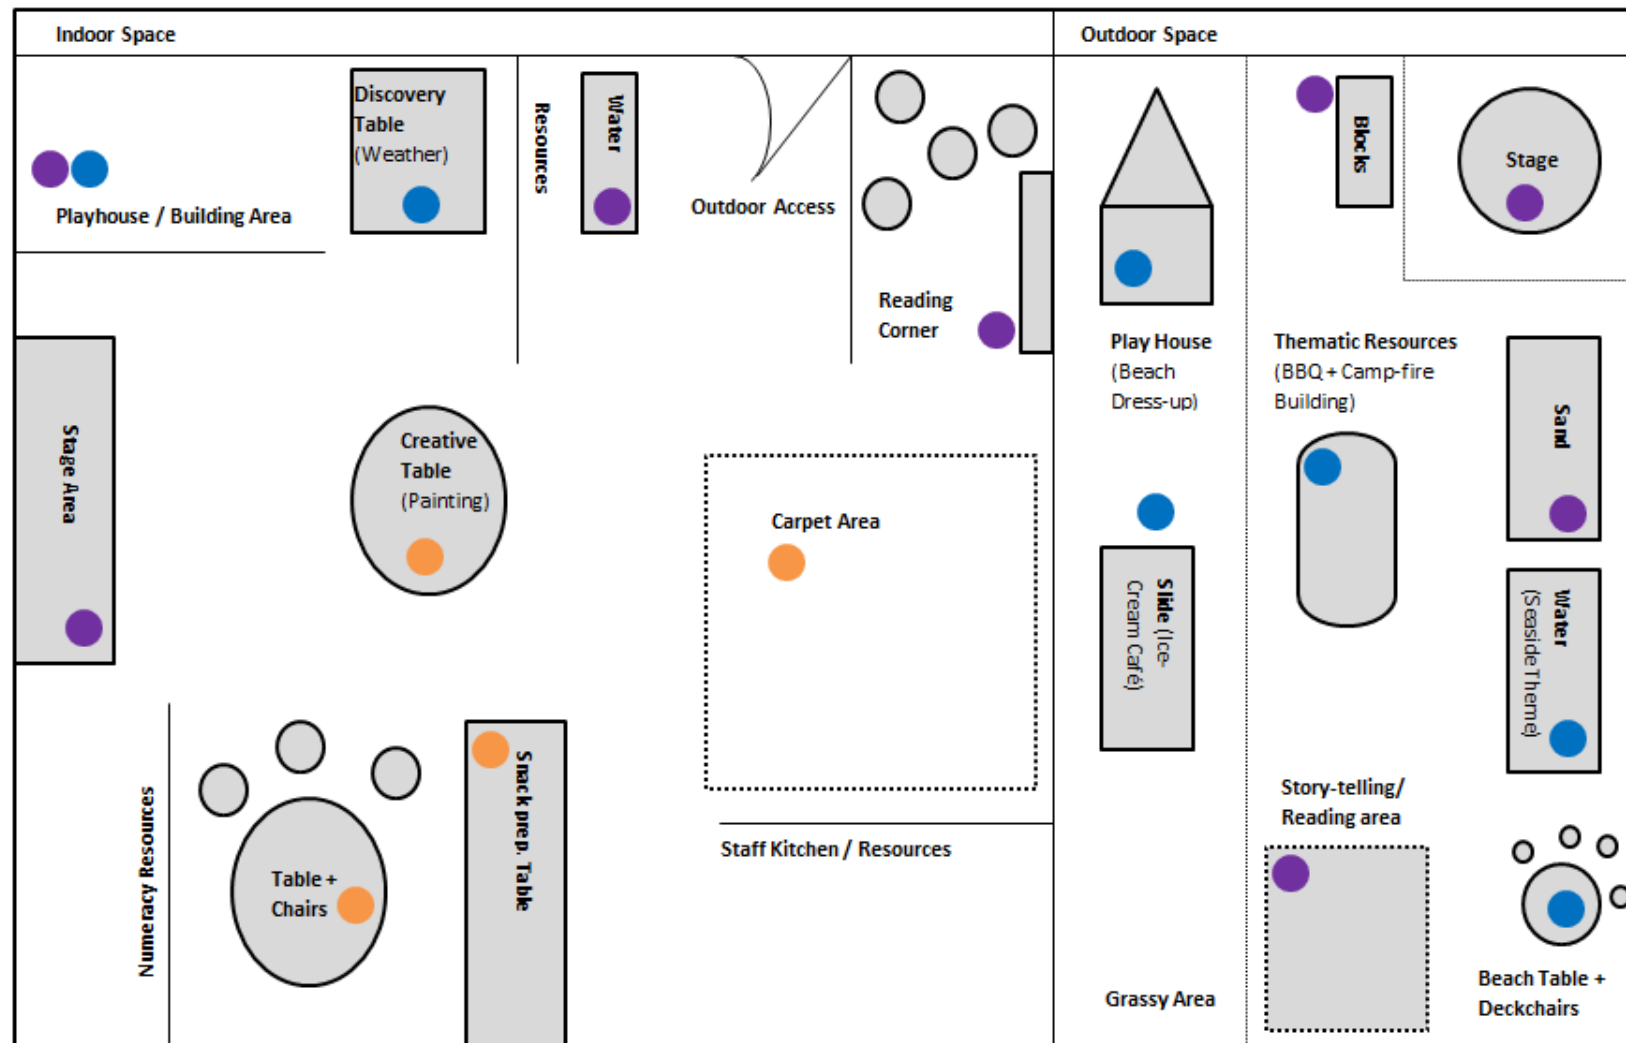 Indoor Space
Outdoor Space
Discovery
Table
(Weather)
Playhouse / Building Area
Resources
Water
Outdoor Access
Reading
Corner
Stage Area
Creative
Table
(Painting)
Carpet Area
Numeracy Resources
Table +
Chairs
Snack prep. Table
Staff Kitchen / Resources
Blocks
Stage
Play House
(Beach
Dress-up)
Thematic Resources
(BBQ + Camp-fire
Building)
Sand
Slide (Ice-
Cream Café)
Water
(Seaside Theme)
Story-telling/
Reading area
Grassy Area
Beach Table +
Deckchairs